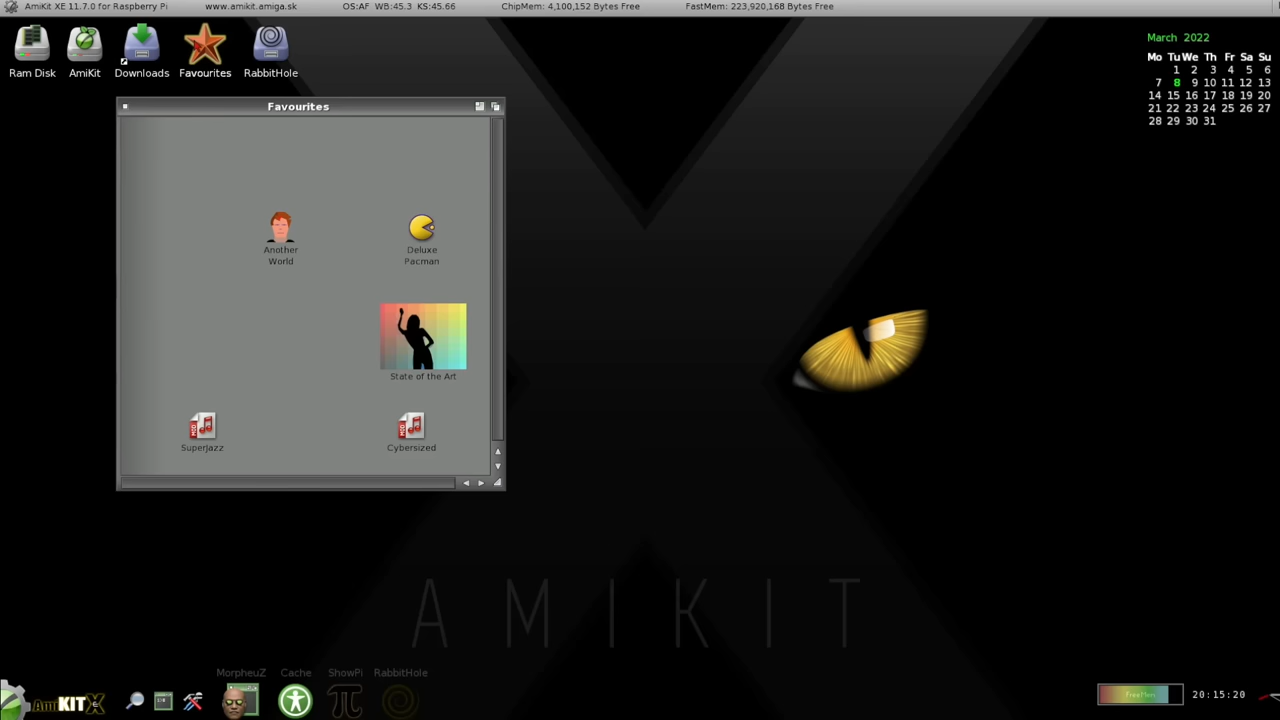 AmiKit XE 11.7.0 for Raspberry Pi www.amikit.amiga.sk OS:AF WB:45.3 KS:45.66 ChipMem: 4,100,152 Bytes Free FastMem: 223,920,168 Bytes Free
Ram Disk AmiKit Downloads Favourites RabbitHole
March 2022
Mo Tu We Th Fr Sa Su
1 2 3 4 5 6
7 8 9 10 11 12 13
14 15 16 17 18 19 20
21 22 23 24 25 26 27
28 29 30 31
Favourites
Another
World
Deluxe
Pacman
State of the Art
MOD MOD
SuperJazz Cybersized
AMIKIT
MorpheuZ Cache ShowPi RabbitHole
AmiKITX
FreeMem 20:15:20